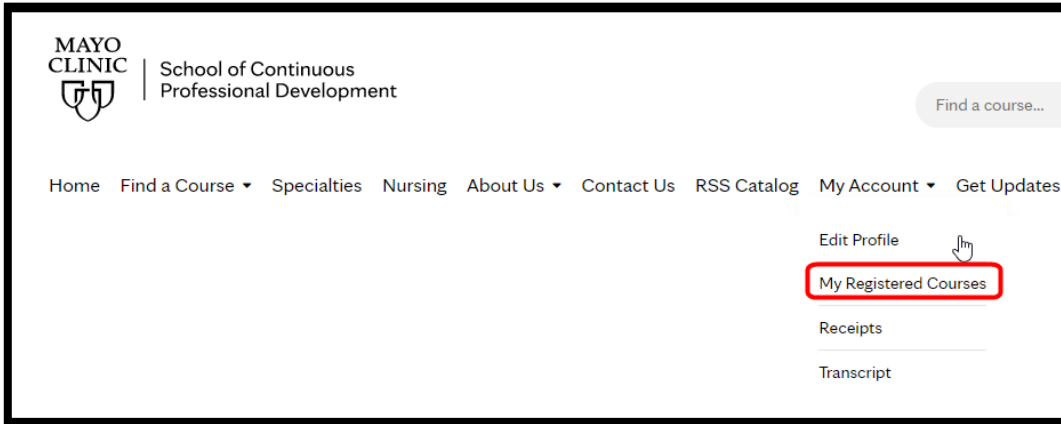 MAYO
CLINIC
School of Continuous
Professional Development
Find a course...
Home Find a Course Specialties Nursing About Us Contact Us RSS Catalog My Account Get Updates
Edit Profile
My Registered Courses
Receipts
Transcript